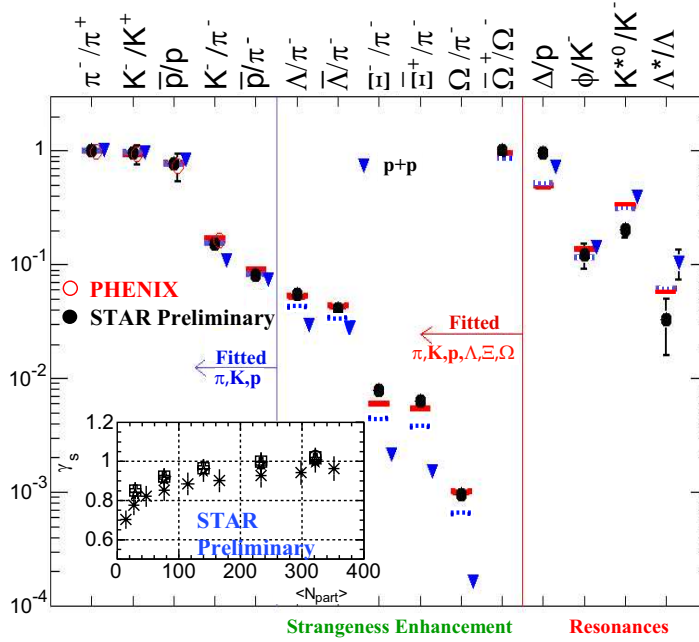 π⁻/π⁺
K⁻/K⁺
p̅/p
K⁻/π⁻
p̅/π⁻
Λ/π⁻
Λ̅/π⁻
Ξ⁻/π⁻
Ξ̅⁺/π⁻
Ω/π⁻
Ω̅⁺/Ω⁻
Δ/p
ϕ/K⁻
K*⁰/K⁻
Λ*/Λ
1
p+p
10⁻¹
PHENIX
STAR Preliminary
Fitted
π,K,p,Λ,Ξ,Ω
Fitted
π,K,p
10⁻²
1.2
1
0.8
0.6
γₛ
STAR
Preliminary
10⁻³
0 100 200 300 400
<Nₚₐᵣₜ>
10⁻⁴
Strangeness Enhancement
Resonances